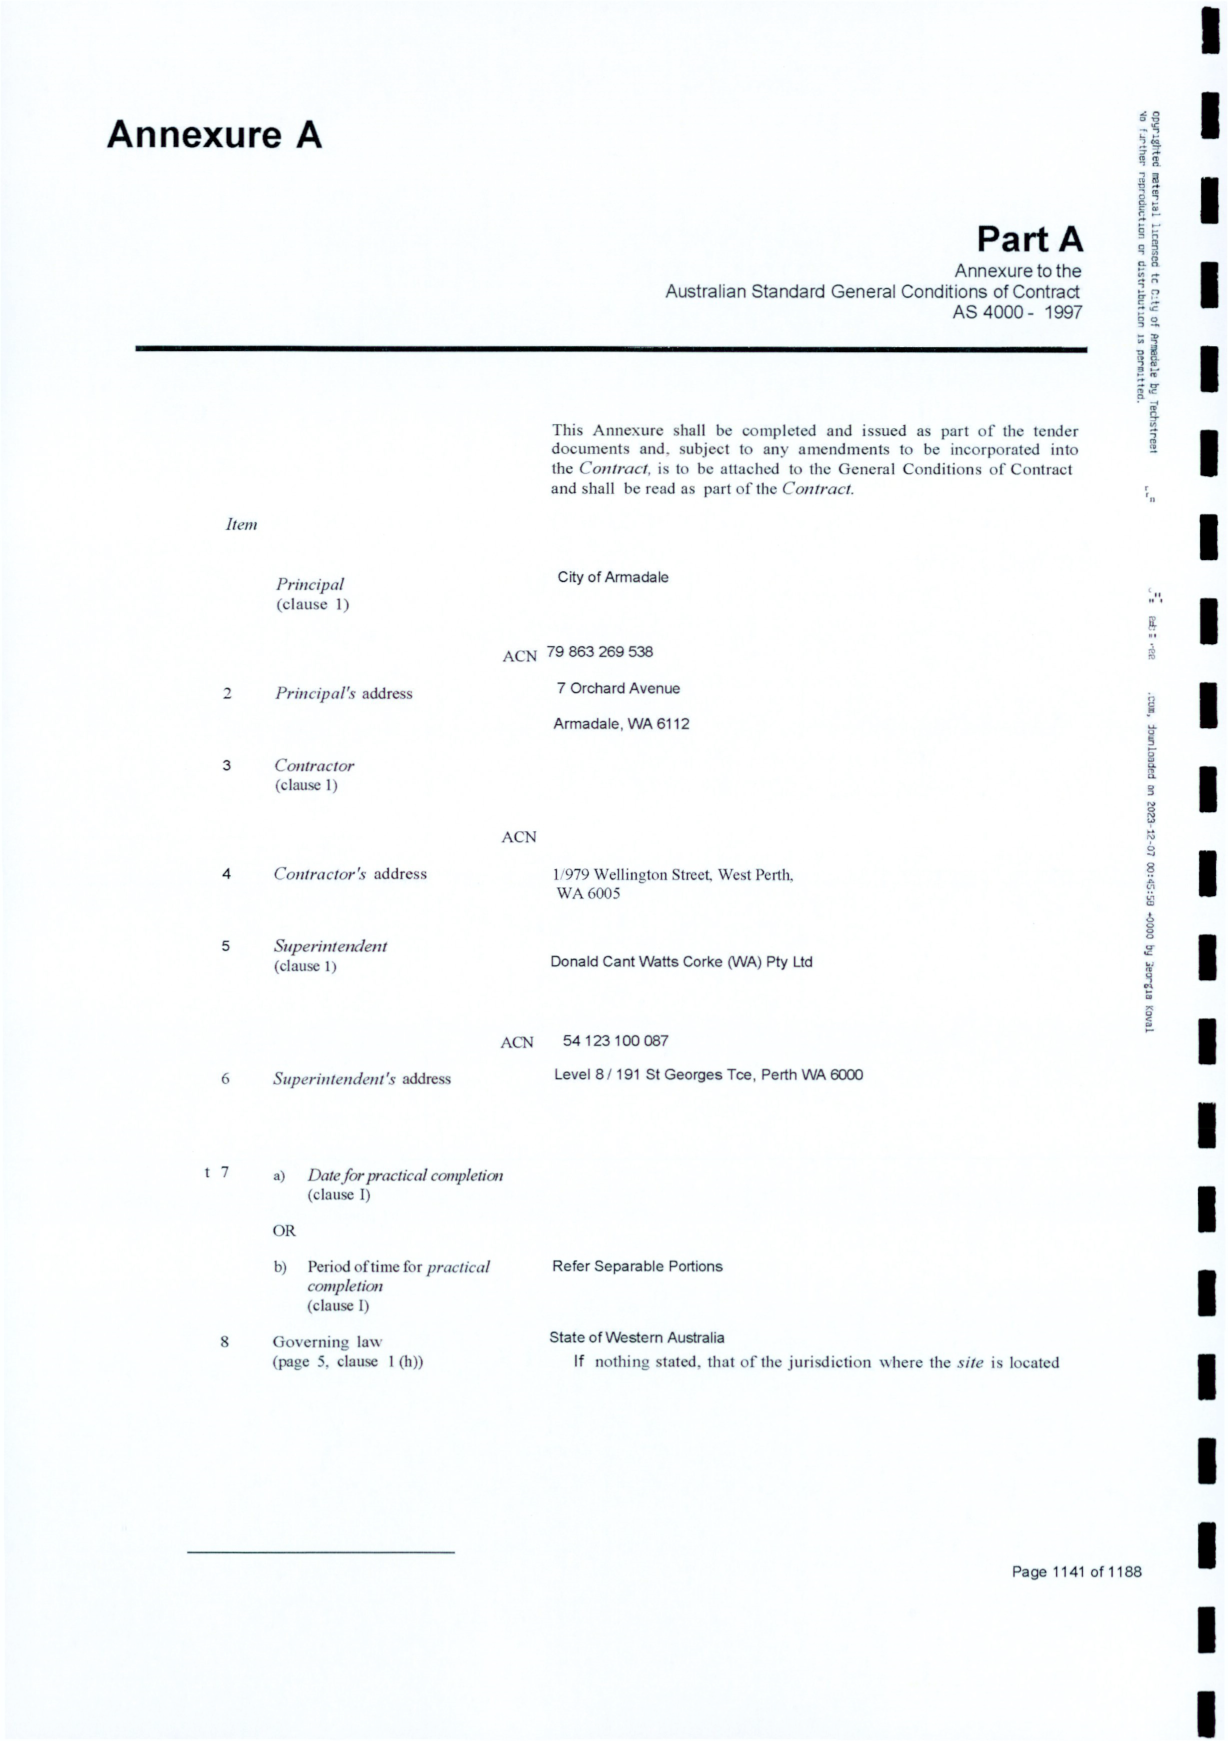 Annexure A
Part A
Annexure to the
Australian Standard General Conditions of Contract
AS 4000 - 1997
This Annexure shall be completed and issued as part of the tender
documents and, subject to any amendments to be incorporated into
the Contract, is to be attached to the General Conditions of Contract
and shall be read as part of the Contract.
Item
Principal
(clause 1)
City of Armadale
ACN 79 863 269 538
2 Principal's address 7 Orchard Avenue
Armadale, WA 6112
3 Contractor
(clause 1)
ACN
4 Contractor's address 1/979 Wellington Street, West Perth,
WA 6005
5 Superintendent
(clause 1)
Donald Cant Watts Corke (WA) Pty Ltd
ACN 54 123 100 087
6 Superintendent's address Level 8 / 191 St Georges Tce, Perth WA 6000
t 7 a) Date for practical completion
(clause I)
OR
b) Period of time for practical Refer Separable Portions
completion
(clause I)
8 Governing law State of Western Australia
(page 5, clause 1 (h)) If nothing stated, that of the jurisdiction where the site is located
Page 1141 of 1188
opyrighted material licensed to City of Armadale by Techstreet
No further reproduction or distribution is permitted.
.com, downloaded on 2023-12-07 00:45:58 +0000 by Georgia Koval